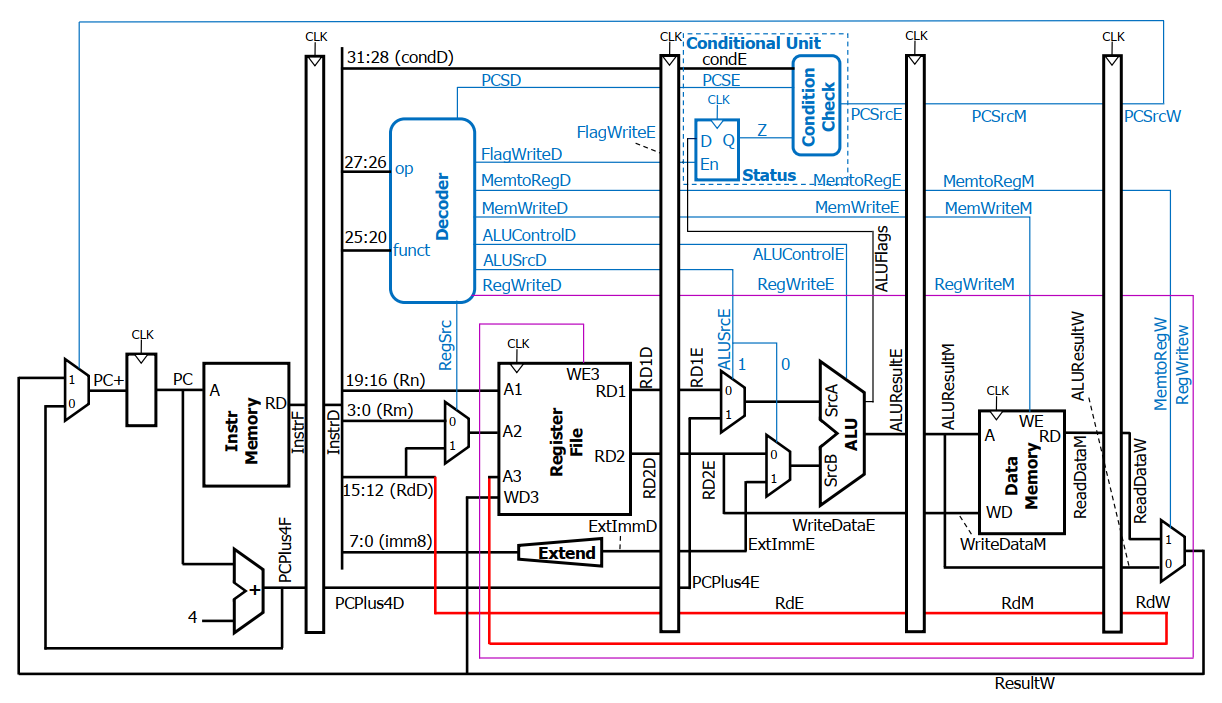 CLK
CLK
CLK
CLK
Conditional Unit
31:28 (condD)
condE
PCSD
PCSE
CLK
Condition Check
PCSrcE
PCSrcM
PCSrcW
FlagWriteE
D
Q
Z
En
Status
27:26
op
Decoder
FlagWriteD
MemtoRegD
MemtoRegE
MemtoRegM
MemWriteD
MemWriteE
MemWriteM
25:20
funct
ALUControlD
ALUControlE
ALUFlags
ALUSrcD
RegWriteD
RegWriteE
RegWriteM
RegSrc
ALUSrcE
1
0
CLK
CLK
1
0
PC+
PC
A
RD
Instr
Memory
InstrF
InstrD
19:16 (Rn)
3:0 (Rm)
0
1
15:12 (RdD)
A1
A2
A3
WD3
WE3
RD1
RD2
Register
File
RD1D
RD1E
RD2D
RD2E
0
1
0
1
SrcA
SrcB
ALU
ALUResultE
ALUResultM
CLK
A
WE
RD
WD
Data
Memory
ReadDataM
ALUResultW
ReadDataW
MemtoRegW
RegWritew
1
0
7:0 (imm8)
Extend
ExtImmD
ExtImmE
WriteDataE
WriteDataM
4
+
PCPlus4F
PCPlus4D
PCPlus4E
RdE
RdM
RdW
ResultW